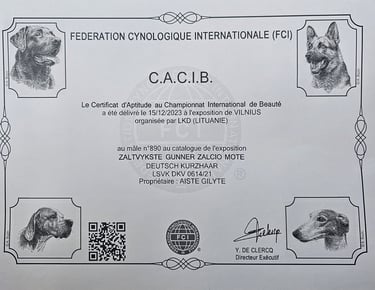 FEDERATION CYNOLOGIQUE INTERNATIONALE (FCI)
C.A.C.I.B.
Le Certificat d'Aptitude au Championnat International de Beauté
a été délivré le 15/12/2023 à l'exposition de VILNIUS
organisée par LKD (LITUANIE)
au mâle n°890 au catalogue de l'exposition
ZALTVYKSTE GUNNER ZALCIO MOTE
DEUTSCH KURZHAAR
LSVK DKV 0614/21
Propriétaire : AISTE GILYTE
FCI
®
Y. DE CLERCQ
Directeur Exécutif